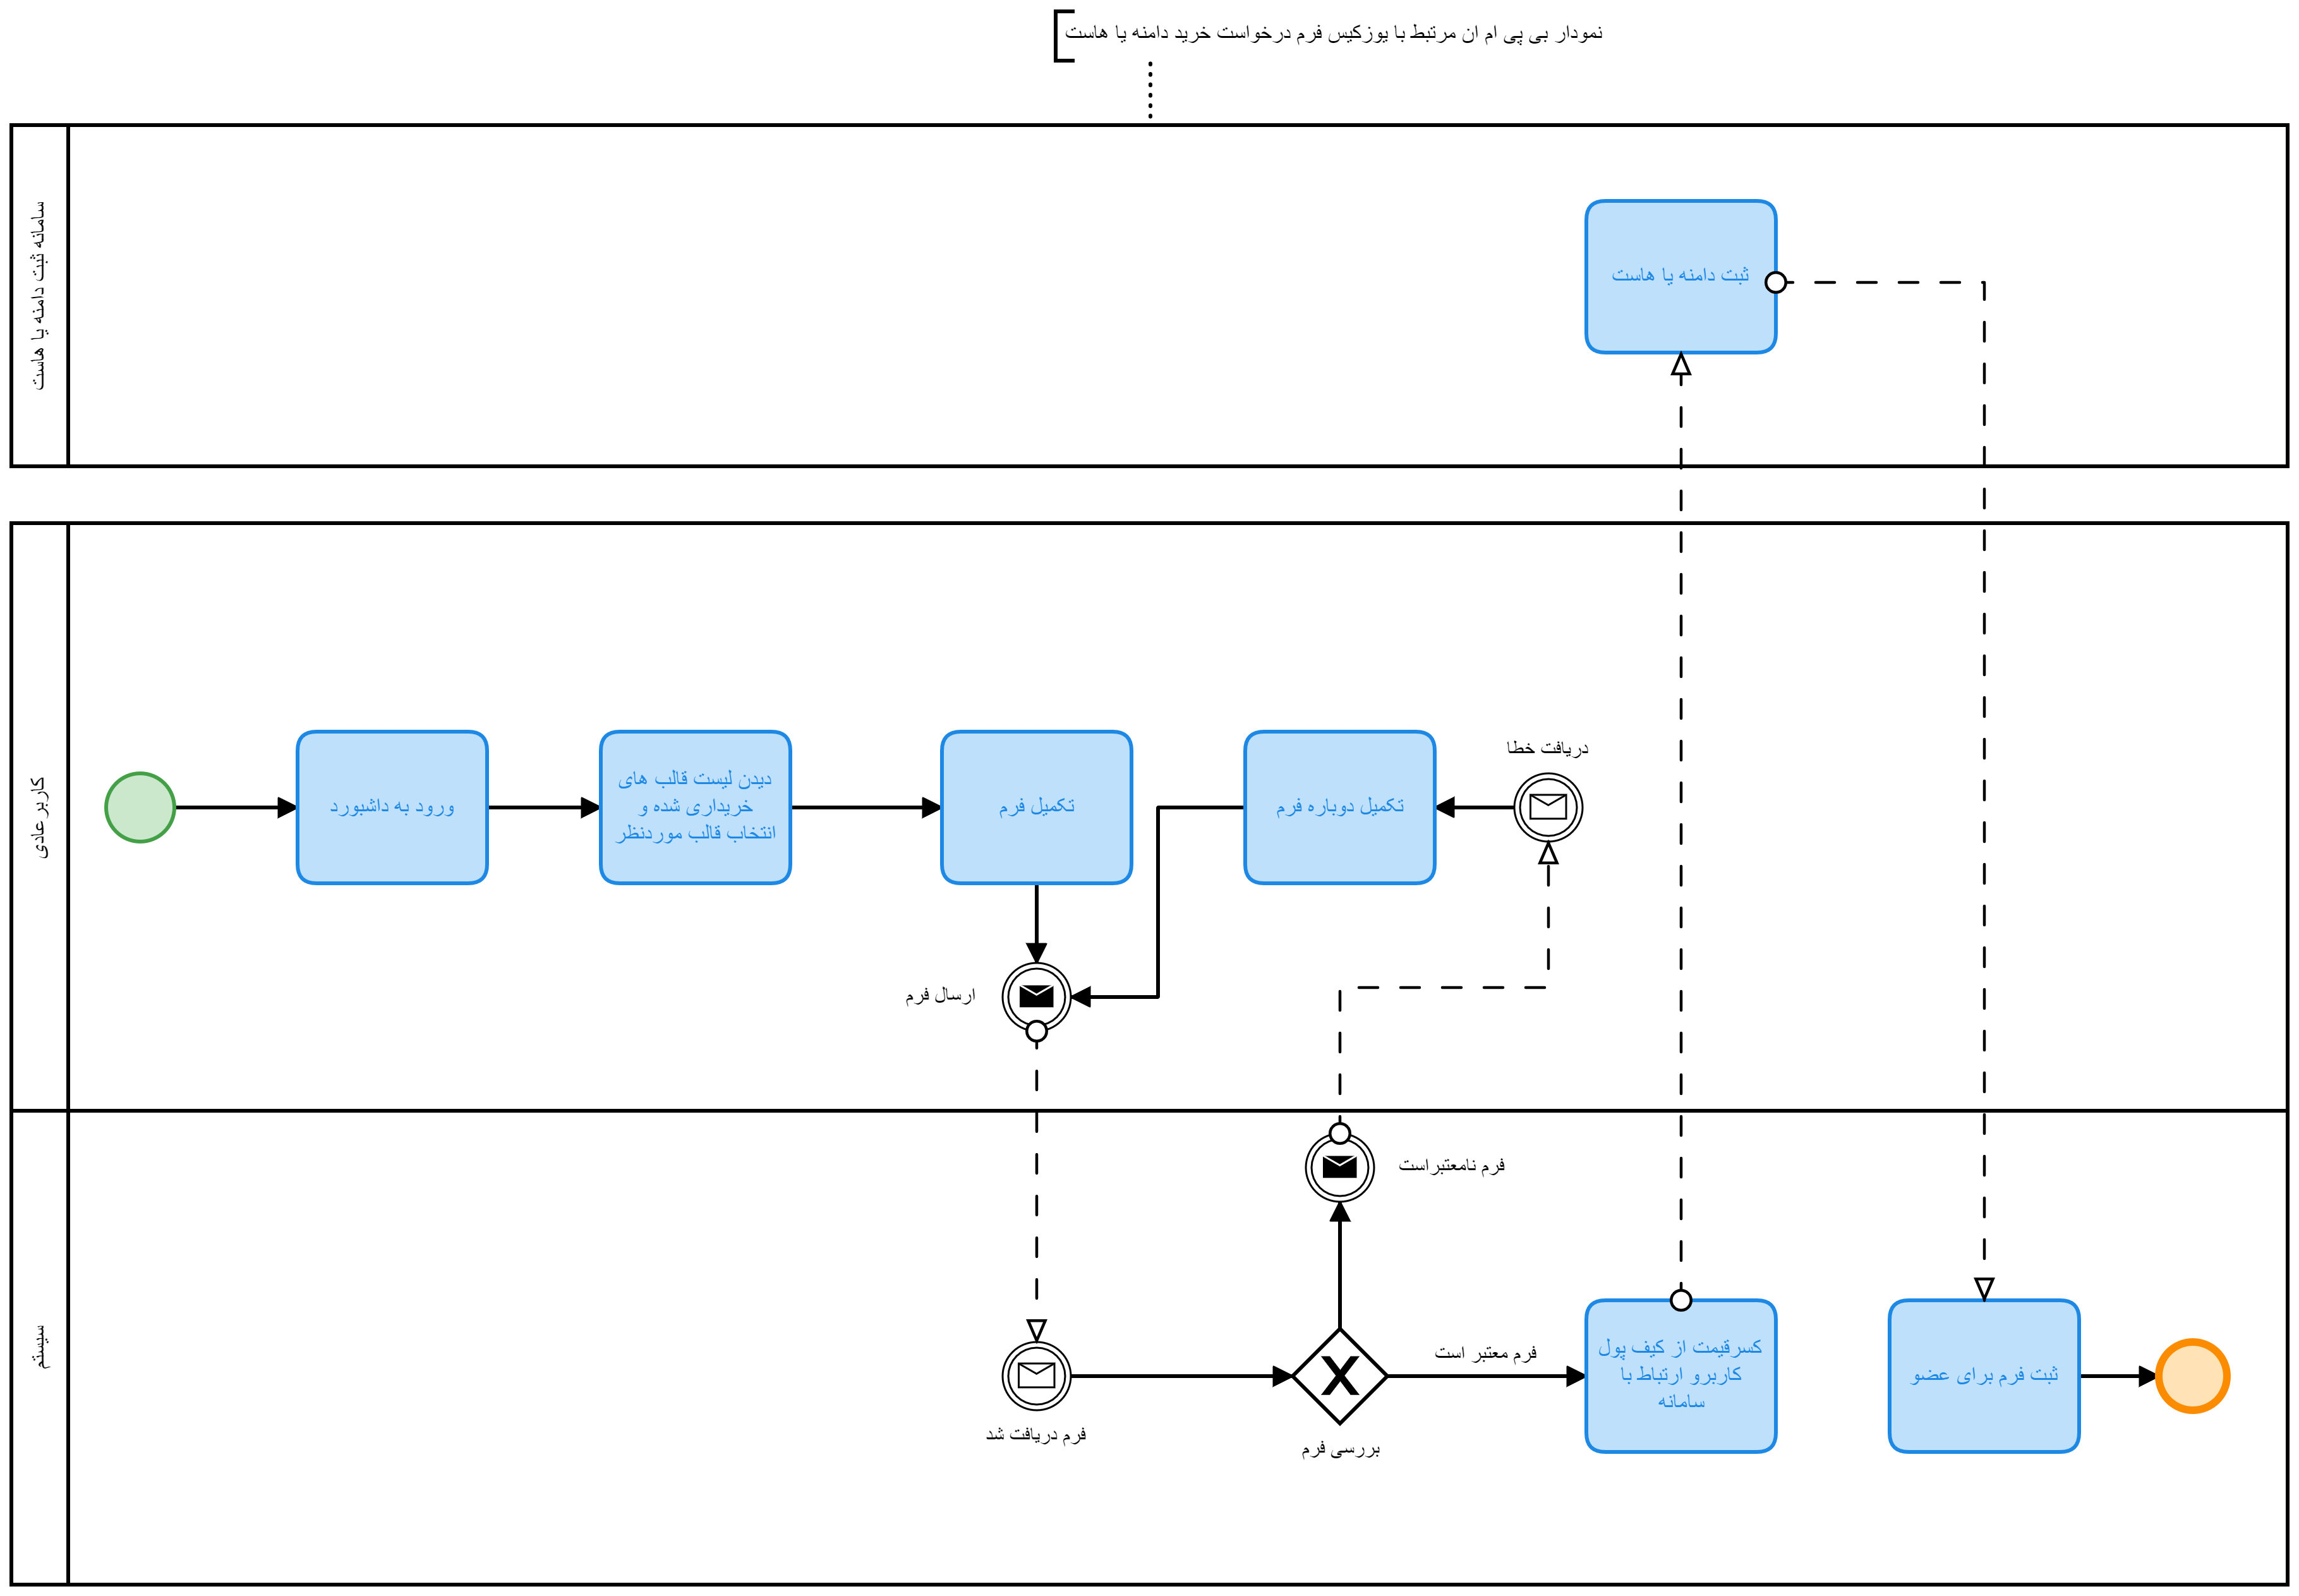 نمودار بی پی ام ان مرتبط با یوزکیس فرم درخواست خرید دامنه یا هاست
سامانه ثبت دامنه یا هاست
ثبت دامنه یا هاست
کاربرعادی
ورود به داشبورد
دیدن لیست قالب های
خریداری شده و
انتخاب قالب موردنظر
تکمیل فرم
تکمیل دوباره فرم
دریافت خطا
ارسال فرم
سیستم
فرم نامعتبراست
فرم دریافت شد
بررسی فرم
فرم معتبر است
کسرقیمت از کیف پول
کاربرو ارتباط با
سامانه
ثبت فرم برای عضو